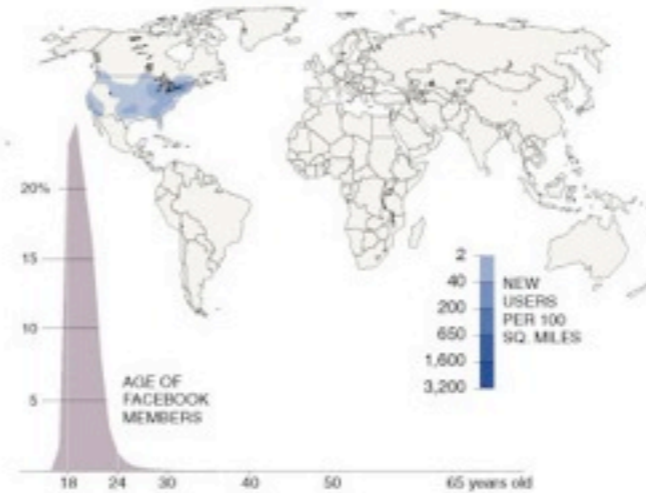 20%
15
10
5
AGE OF
FACEBOOK
MEMBERS
2
40
200
650
1,600
3,200
NEW
USERS
PER 100
SQ. MILES
18 24 30 40 50 65 years old